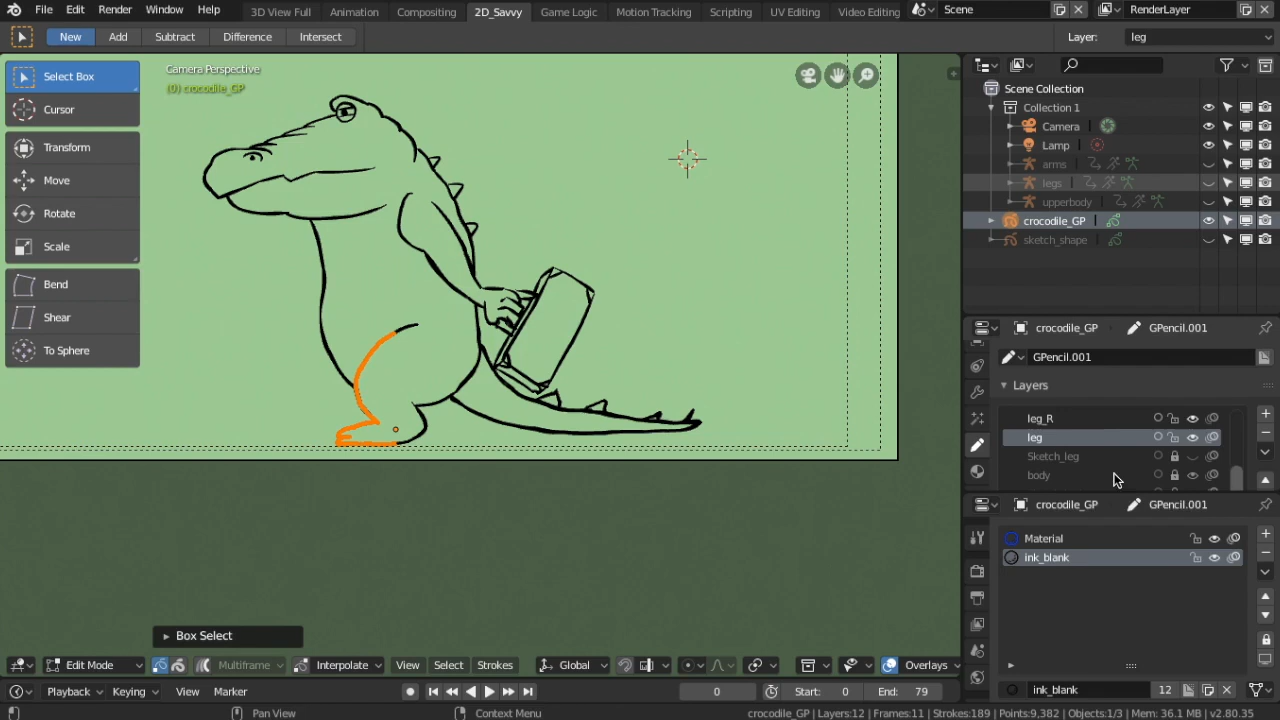 File Edit Render Window Help 3D View Full Animation Compositing 2D_Savvy Game Logic Motion Tracking Scripting UV Editing Video Editing Scene RenderLayer
New Add Subtract Difference Intersect Layer: leg
Select Box
Cursor
Transform
Move
Rotate
Scale
Bend
Shear
To Sphere
Camera Perspective
(0) crocodile_GP
Scene Collection
Collection 1
Camera
Lamp
arms
legs
upperbody
crocodile_GP
sketch_shape
crocodile_GP GPencil.001
GPencil.001
Layers
leg_R
leg
Sketch_leg
body
crocodile_GP GPencil.001
Material
ink_blank
ink_blank 12
Box Select
Edit Mode Multiframe Interpolate View Select Strokes Global Overlays
Playback Keying View Marker 0 Start: 0 End: 79
Pan View Context Menu crocodile_GP | Layers:12 | Frames:11 | Strokes:189 | Points:9,382 | Objects:1/3 | Mem: 36.1 MB | v2.80.35